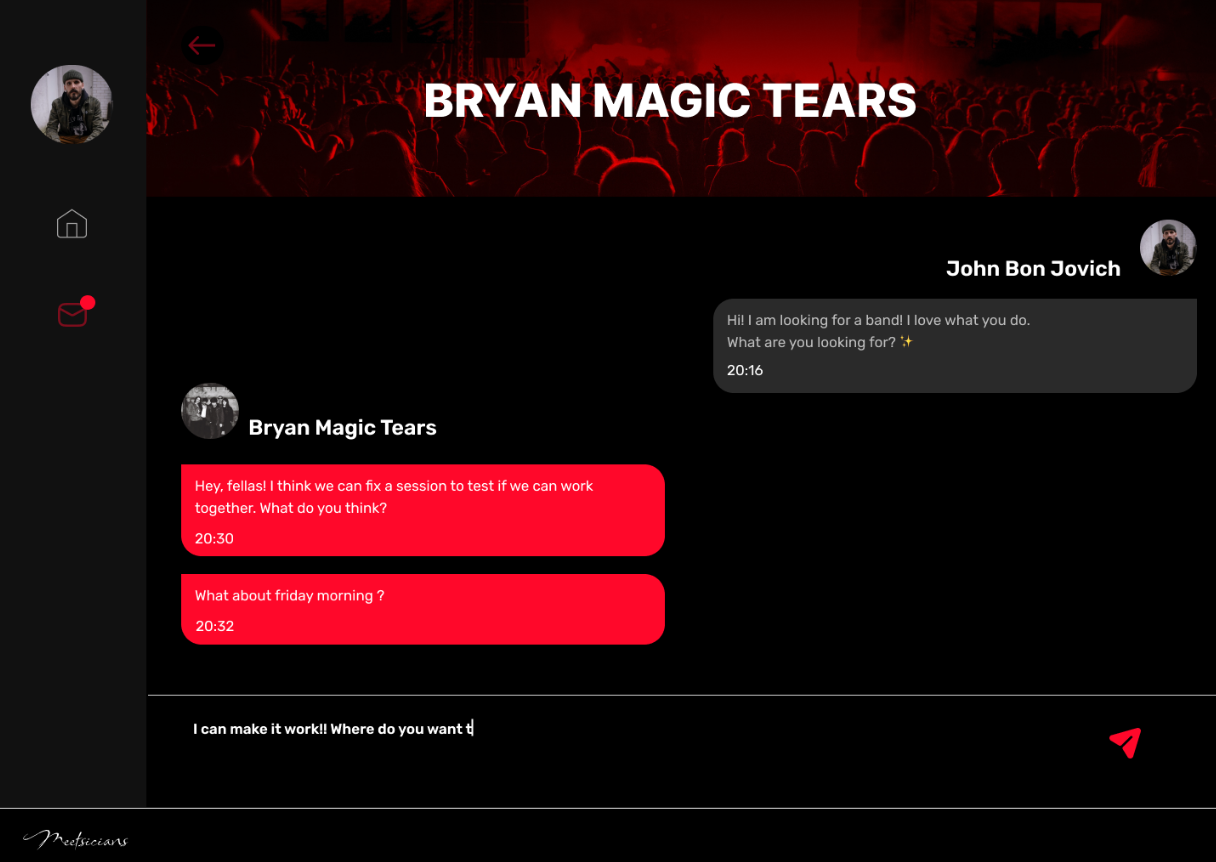 BRYAN MAGIC TEARS
John Bon Jovich
Hi! I am looking for a band! I love what you do.
What are you looking for? ✨
20:16
Bryan Magic Tears
Hey, fellas! I think we can fix a session to test if we can work
together. What do you think?
20:30
What about friday morning ?
20:32
I can make it work!! Where do you want t
Meetsicians